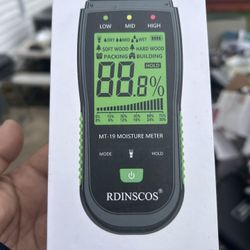 LOW MID HIGH
DRY MID WET
SOFT WOOD HARD WOOD
PACKING BUILDING
HOLD
88.8%
MT-19 MOISTURE METER
MODE HOLD
RDINSCOS®